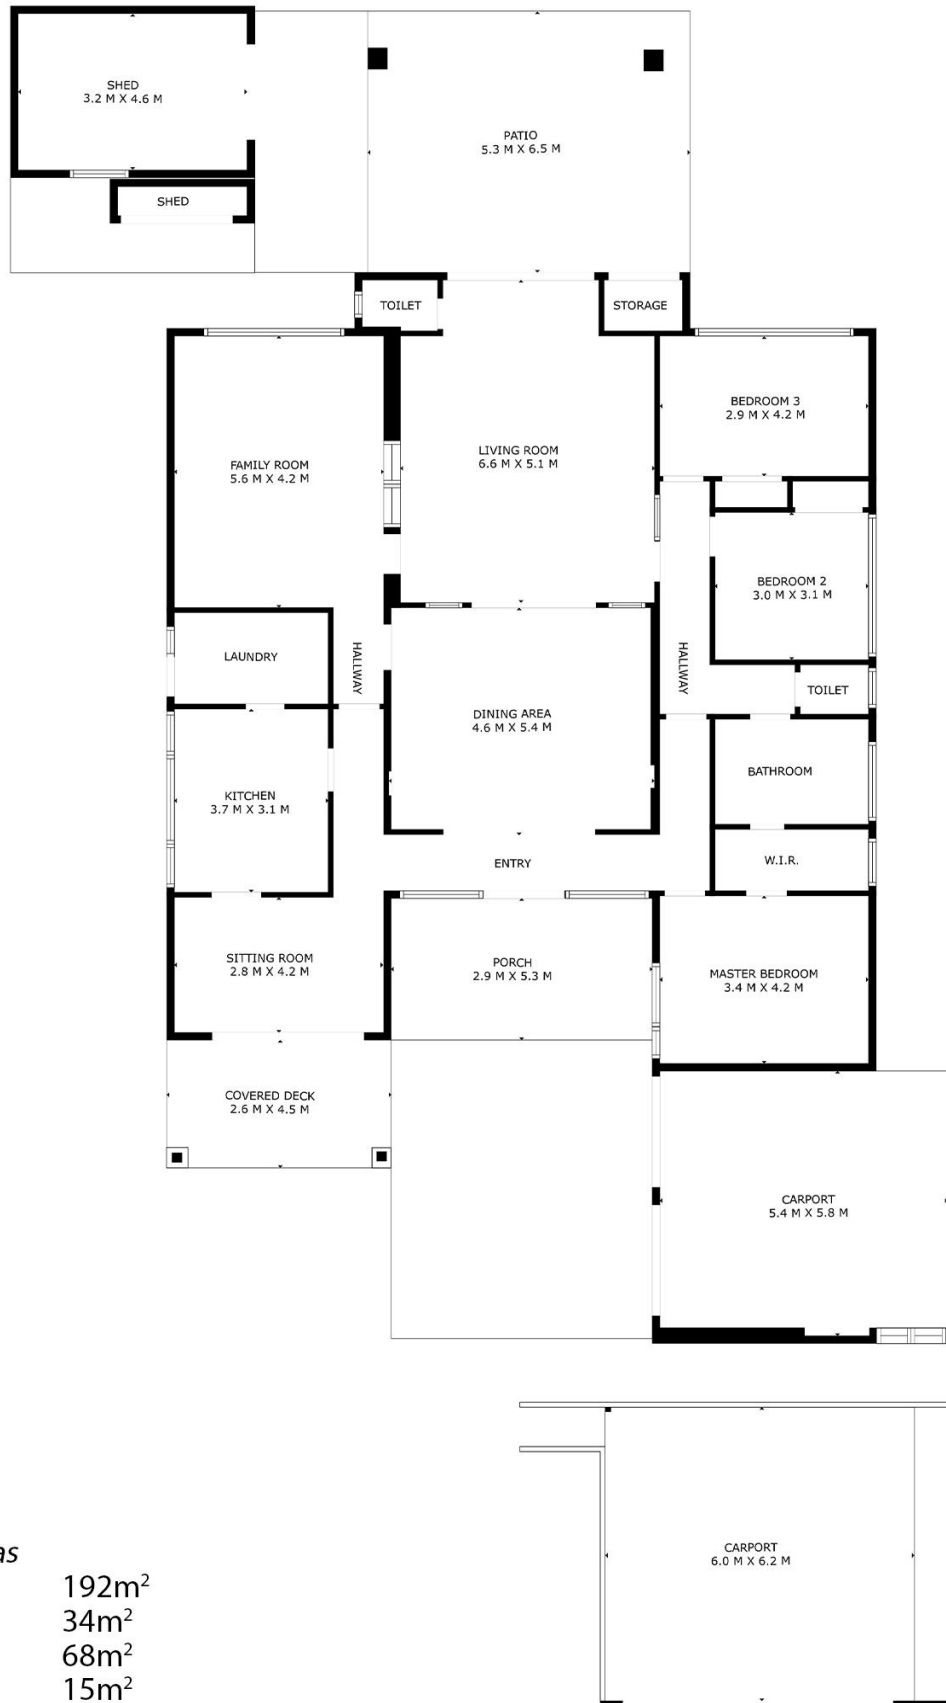 SHED
3.2 M X 4.6 M
PATIO
5.3 M X 6.5 M
SHED
TOILET
STORAGE
BEDROOM 3
2.9 M X 4.2 M
LIVING ROOM
6.6 M X 5.1 M
FAMILY ROOM
5.6 M X 4.2 M
BEDROOM 2
3.0 M X 3.1 M
LAUNDRY
HALLWAY
HALLWAY
TOILET
DINING AREA
4.6 M X 5.4 M
BATHROOM
KITCHEN
3.7 M X 3.1 M
ENTRY
W.I.R.
SITTING ROOM
2.8 M X 4.2 M
PORCH
2.9 M X 5.3 M
MASTER BEDROOM
3.4 M X 4.2 M
COVERED DECK
2.6 M X 4.5 M
CARPORT
5.4 M X 5.8 M
CARPORT
6.0 M X 6.2 M
192m²
34m²
68m²
15m²